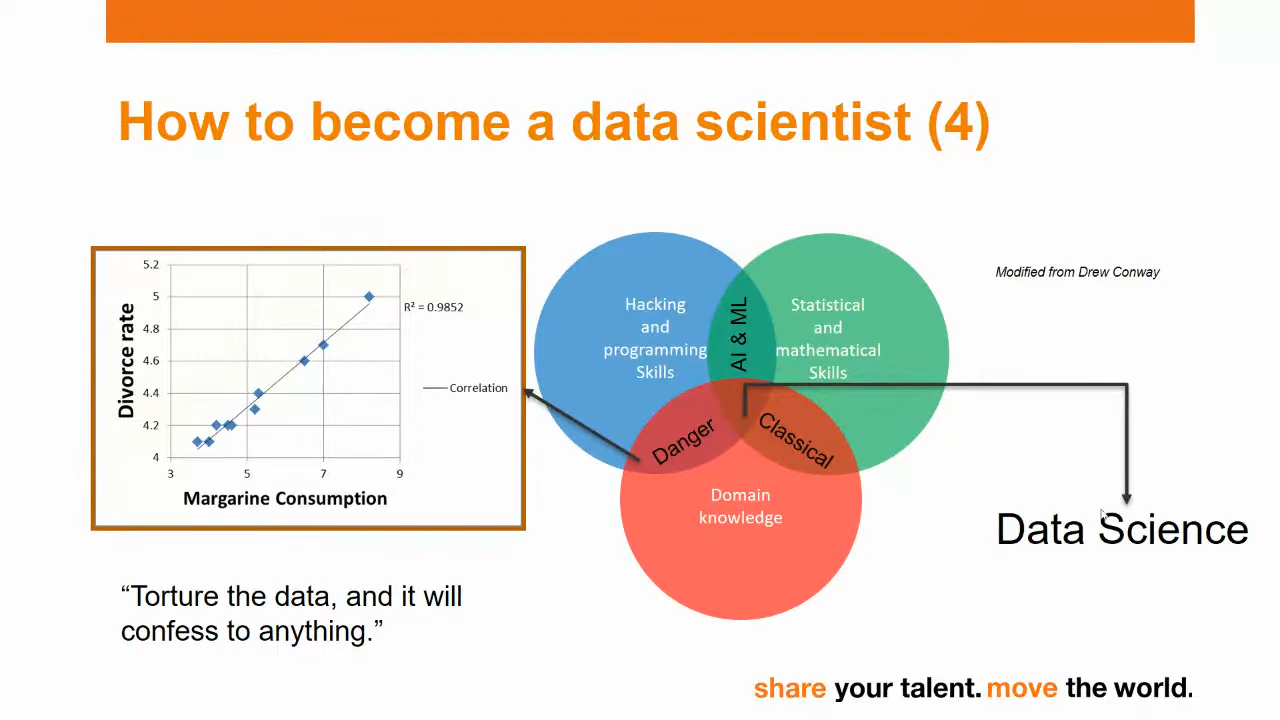 How to become a data scientist (4)
5.2
5
4.8
4.6
4.4
4.2
4
3
5
7
9
Divorce rate
Margarine Consumption
R² = 0.9852
Correlation
Hacking
and
programming
Skills
AI & ML
Statistical
and
mathematical
Skills
Danger
Classical
Domain
knowledge
Modified from Drew Conway
Data Science
“Torture the data, and it will
confess to anything.”
share your talent. move the world.